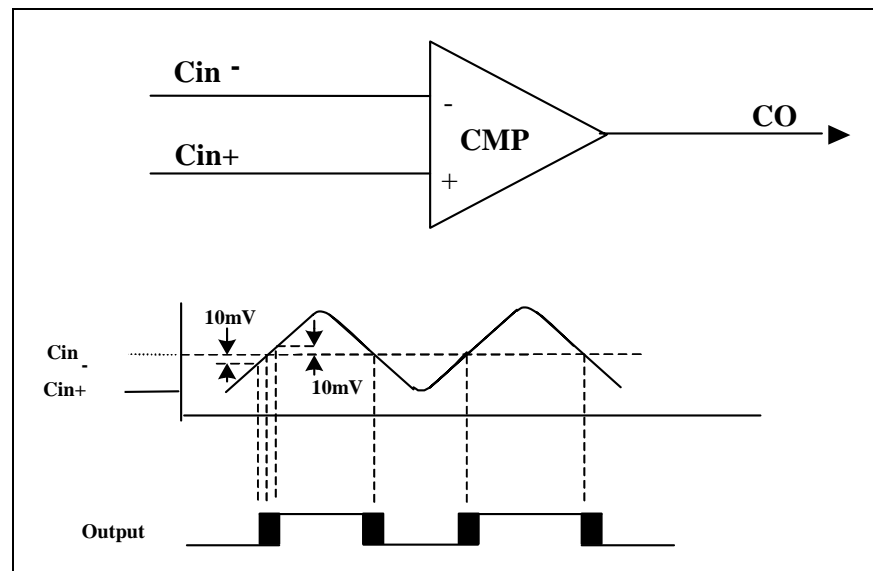 Cin -
-
CMP
CO
Cin+
+
10mV
Cin -
Cin+
10mV
Output